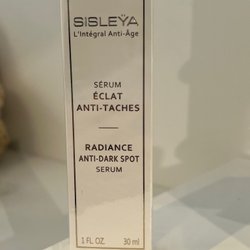 SISLEŸA
L'Intégral Anti-Âge
SÉRUM
ÉCLAT
ANTI-TACHES
RADIANCE
ANTI-DARK SPOT
SERUM
1 FL. OZ. 30 ml